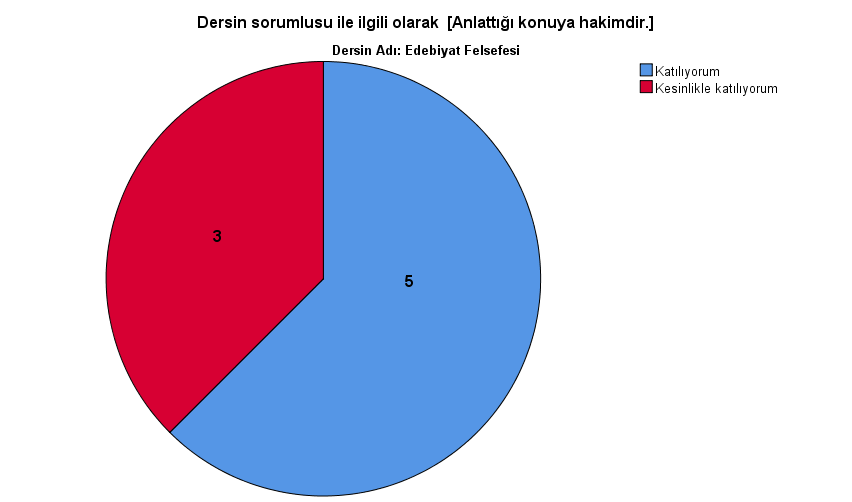 Dersin sorumlusu ile ilgili olarak  [Anlattığı konuya hakimdir.]
Dersin Adı: Edebiyat Felsefesi
Katılıyorum
Kesinlikle katılıyorum
3
5